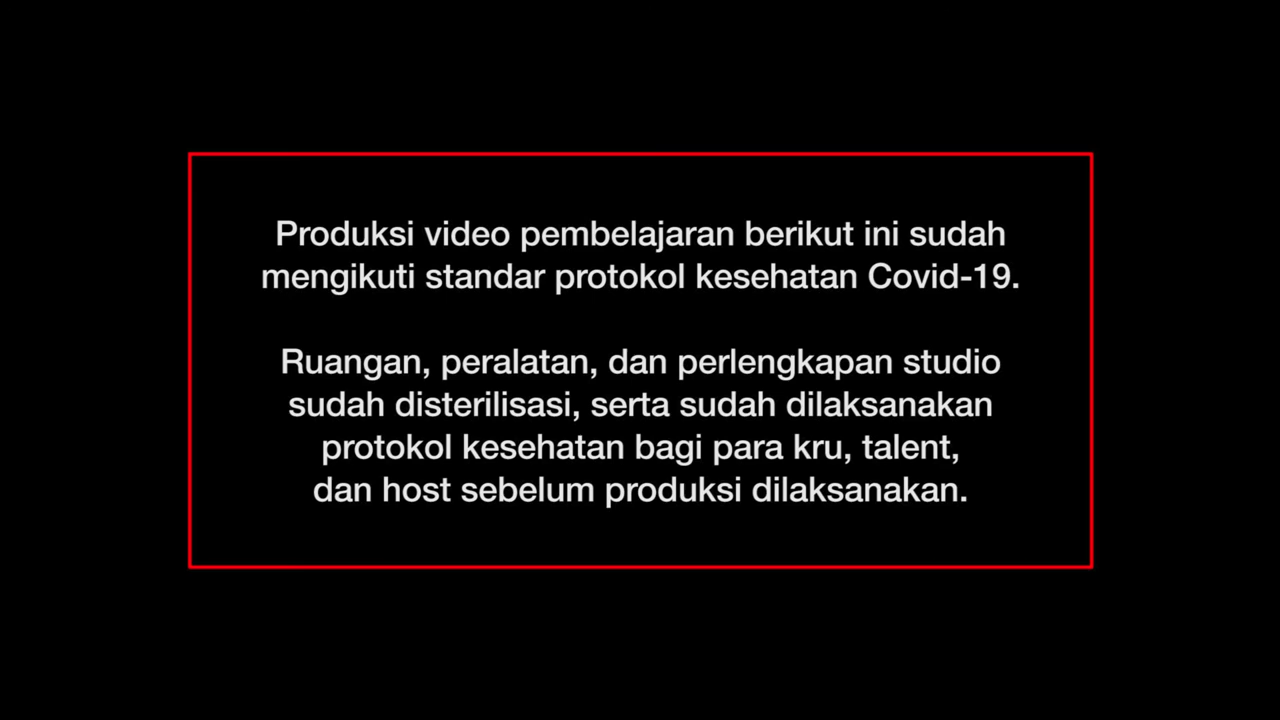 Produksi video pembelajaran berikut ini sudah
mengikuti standar protokol kesehatan Covid-19.
Ruangan, peralatan, dan perlengkapan studio
sudah disterilisasi, serta sudah dilaksanakan
protokol kesehatan bagi para kru, talent,
dan host sebelum produksi dilaksanakan.